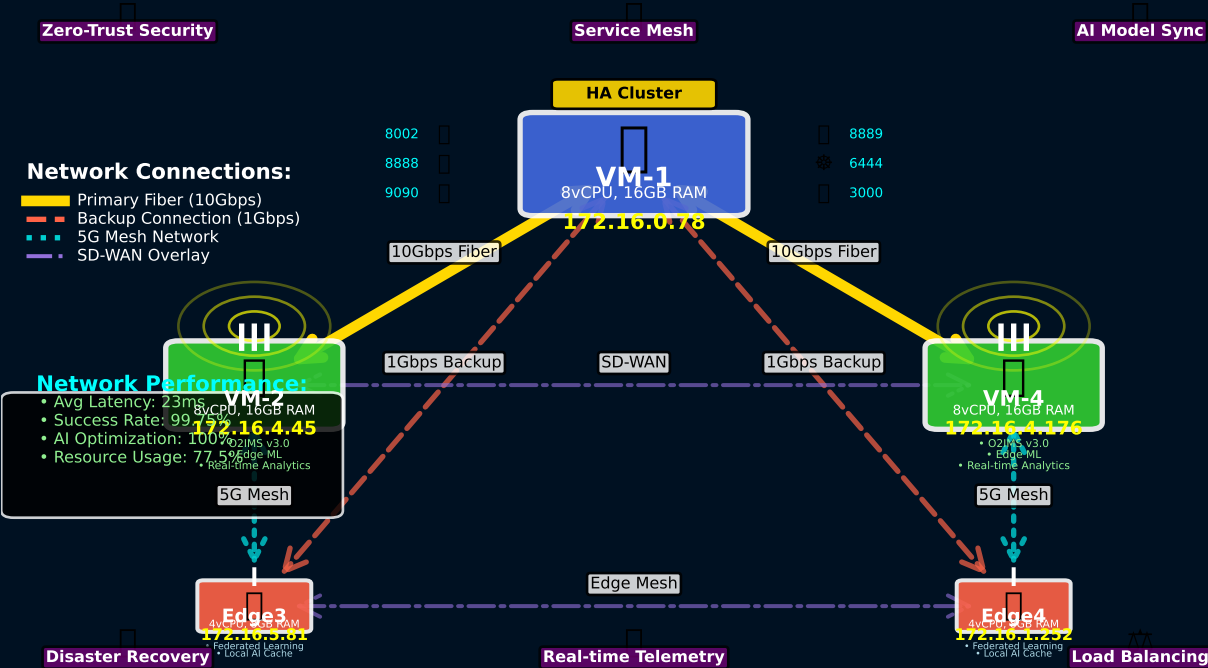 Zero-Trust Security
Service Mesh
AI Model Sync
HA Cluster
8002
8888
9090
8889
6444
3000
VM-1
8vCPU, 16GB RAM
172.16.0.78
Network Connections:
Primary Fiber (10Gbps)
Backup Connection (1Gbps)
5G Mesh Network
SD-WAN Overlay
10Gbps Fiber
10Gbps Fiber
1Gbps Backup
SD-WAN
1Gbps Backup
Network Performance:
• Avg Latency: 23ms
• Success Rate: 99.75%
• AI Optimization: 100%
• Resource Usage: 77.5%
VM-2
8vCPU, 16GB RAM
172.16.4.45
• O2IMS v3.0
• Edge ML
• Real-time Analytics
VM-4
8vCPU, 16GB RAM
172.16.4.176
• O2IMS v3.0
• Edge ML
• Real-time Analytics
5G Mesh
5G Mesh
Edge Mesh
Edge3
4vCPU, 8GB RAM
172.16.5.81
• Federated Learning
• Local AI Cache
Edge4
4vCPU, 8GB RAM
172.16.1.252
• Federated Learning
• Local AI Cache
Disaster Recovery
Real-time Telemetry
Load Balancing